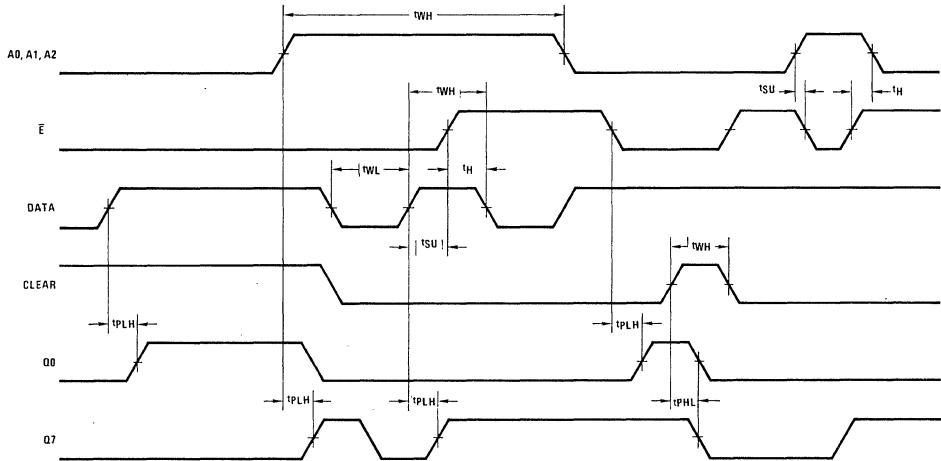 tWH
A0, A1, A2
tSU
tH
tWH
E̅
tWL
tH
DATA
tSU
tWH
CLEAR
tPLH
tPLH
Q0
tPLH
tPLH
tPHL
Q7